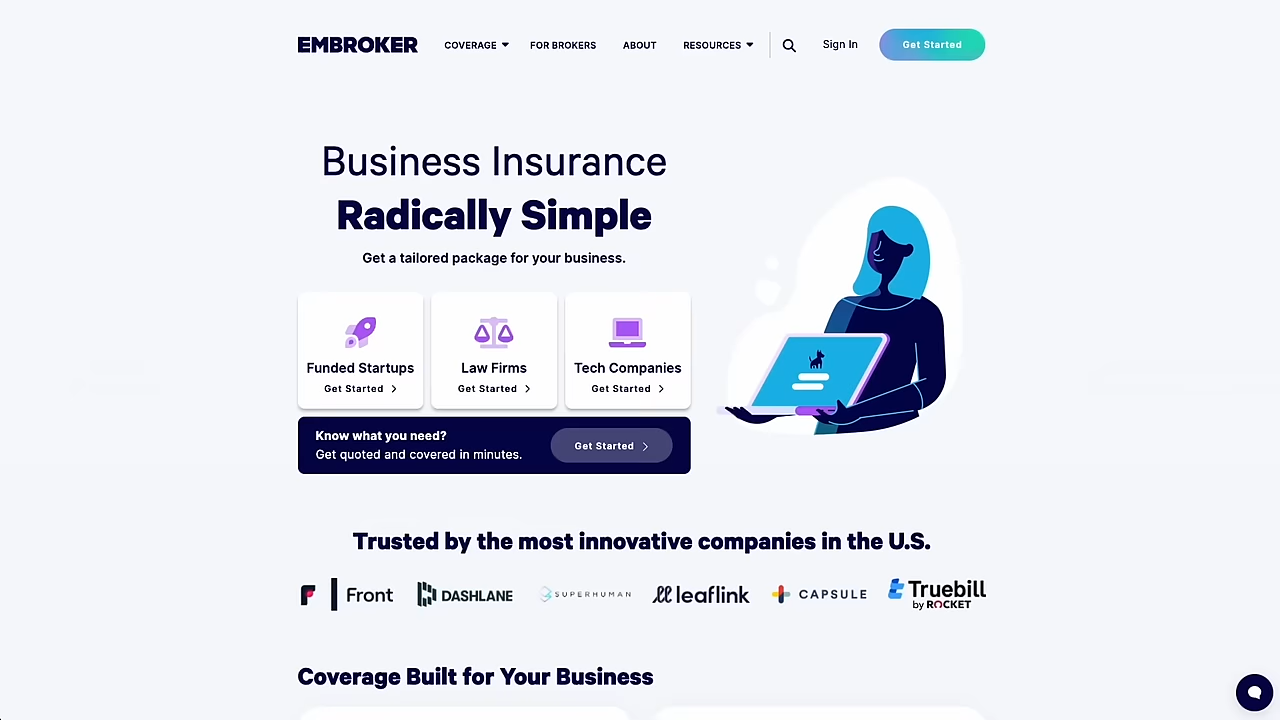 EMBROKER
COVERAGE
FOR BROKERS
ABOUT
RESOURCES
Sign In
Get Started
Business Insurance
Radically Simple
Get a tailored package for your business.
Funded Startups
Get Started
Law Firms
Get Started
Tech Companies
Get Started
Know what you need?
Get quoted and covered in minutes.
Get Started
Trusted by the most innovative companies in the U.S.
Front
DASHLANE
SUPERHUMAN
leaflink
CAPSULE
Truebill
by ROCKET
Coverage Built for Your Business